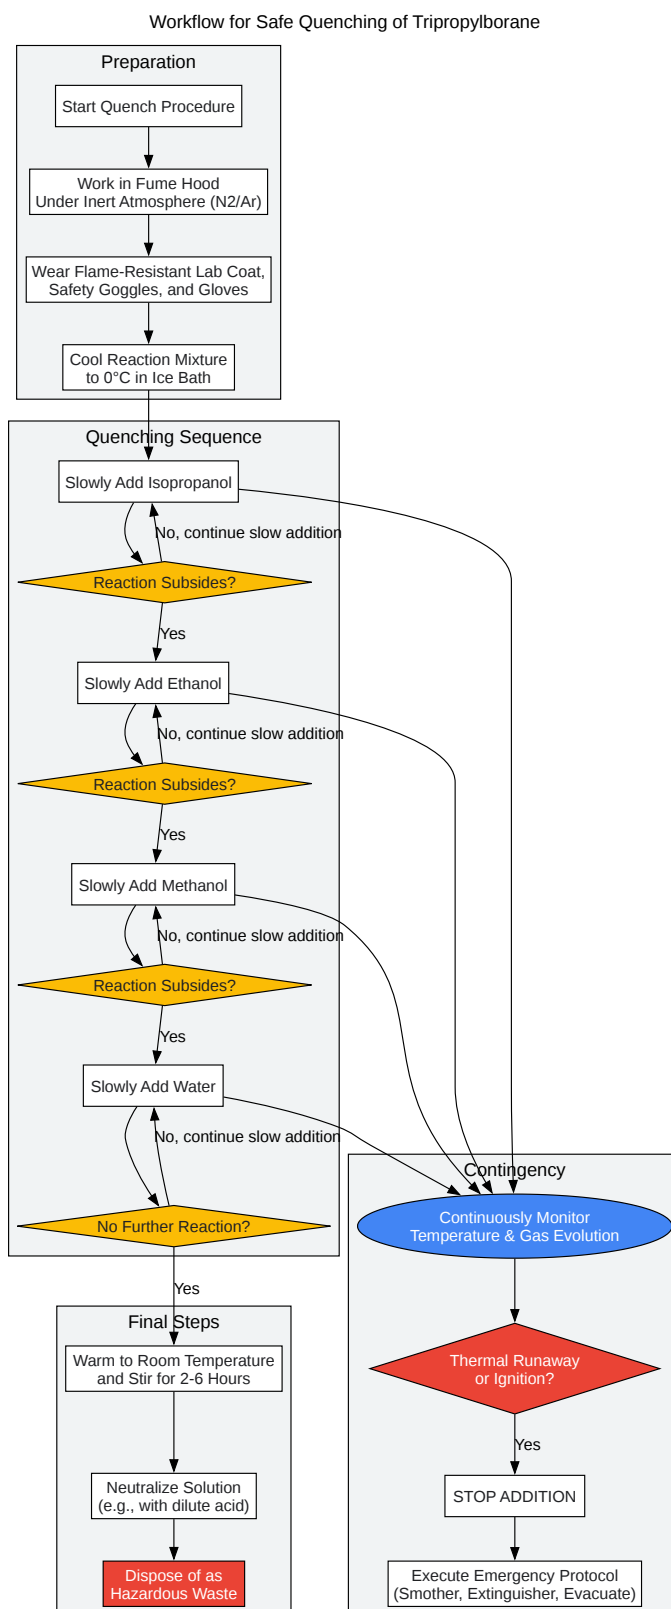 Workflow for Safe Quenching of Tripropylborane
Preparation
Start Quench Procedure
Work in Fume Hood
Under Inert Atmosphere (N2/Ar)
Wear Flame-Resistant Lab Coat,
Safety Goggles, and Gloves
Cool Reaction Mixture
to 0°C in Ice Bath
Quenching Sequence
Slowly Add Isopropanol
No, continue slow addition
Reaction Subsides?
Yes
Slowly Add Ethanol
No, continue slow addition
Reaction Subsides?
Yes
Slowly Add Methanol
No, continue slow addition
Reaction Subsides?
Yes
Slowly Add Water
No, continue slow addition
No Further Reaction?
Yes
Final Steps
Warm to Room Temperature
and Stir for 2-6 Hours
Neutralize Solution
(e.g., with dilute acid)
Dispose of as
Hazardous Waste
Contingency
Continuously Monitor
Temperature & Gas Evolution
Thermal Runaway
or Ignition?
Yes
STOP ADDITION
Execute Emergency Protocol
(Smother, Extinguisher, Evacuate)